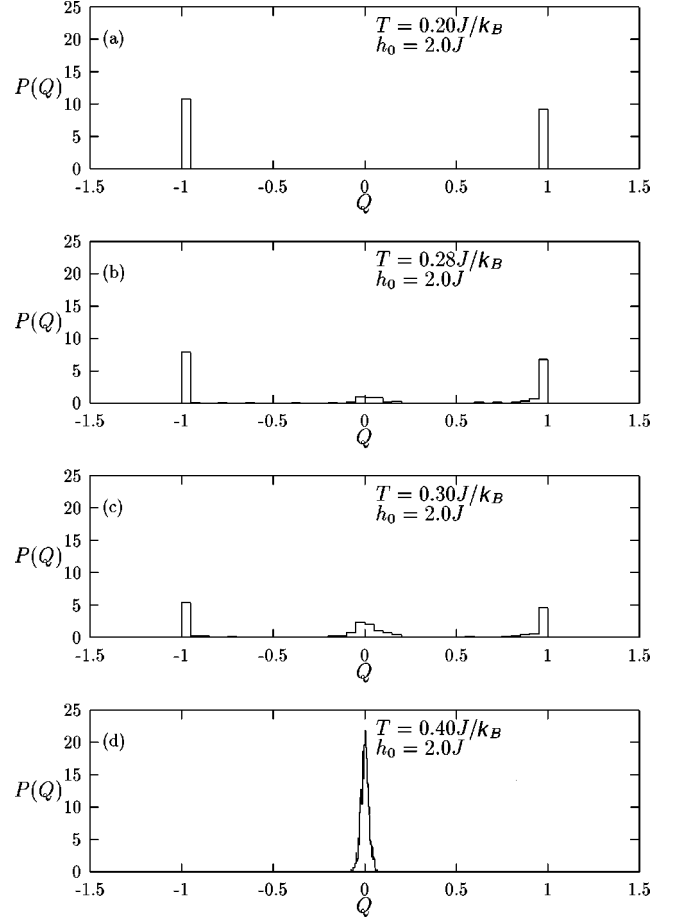 25
20
15
10
5
0
P(Q)
(a)
T = 0.20J/k_B
h_0 = 2.0J
-1.5 -1 -0.5 0 0.5 1 1.5
Q
25
20
15
10
5
0
P(Q)
(b)
T = 0.28J/k_B
h_0 = 2.0J
-1.5 -1 -0.5 0 0.5 1 1.5
Q
25
20
15
10
5
0
P(Q)
(c)
T = 0.30J/k_B
h_0 = 2.0J
-1.5 -1 -0.5 0 0.5 1 1.5
Q
25
20
15
10
5
0
P(Q)
(d)
T = 0.40J/k_B
h_0 = 2.0J
-1.5 -1 -0.5 0 0.5 1 1.5
Q